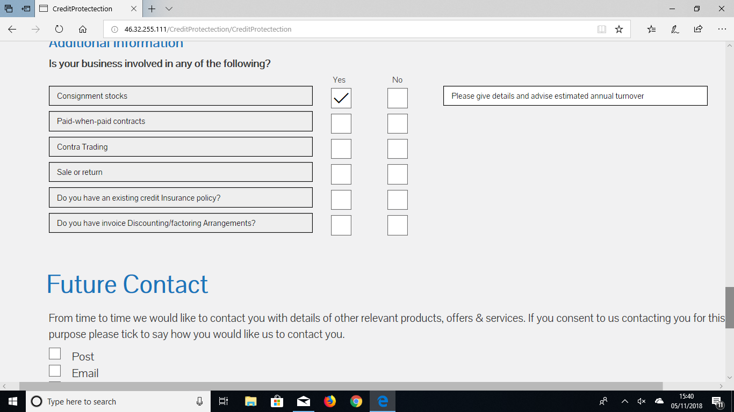 CreditProtectection
46.32.255.111/CreditProtectection/CreditProtectection
Additional Information
Is your business involved in any of the following?
Yes No
Consignment stocks
Please give details and advise estimated annual turnover
Paid-when-paid contracts
Contra Trading
Sale or return
Do you have an existing credit Insurance policy?
Do you have invoice Discounting/factoring Arrangements?
Future Contact
From time to time we would like to contact you with details of other relevant products, offers & services. If you consent to us contacting you for this
purpose please tick to say how you would like us to contact you.
Post
Email
Type here to search
15:40
05/11/2018